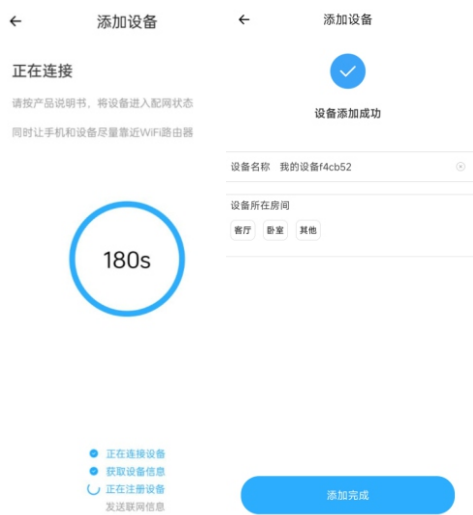 添加设备
正在连接
请按产品说明书，将设备进入配网状态
同时让手机和设备尽量靠近WiFi路由器
180s
正在连接设备
获取设备信息
正在注册设备
发送联网信息
添加设备
设备添加成功
设备名称 我的设备f4cb52
设备所在房间
客厅 卧室 其他
添加完成